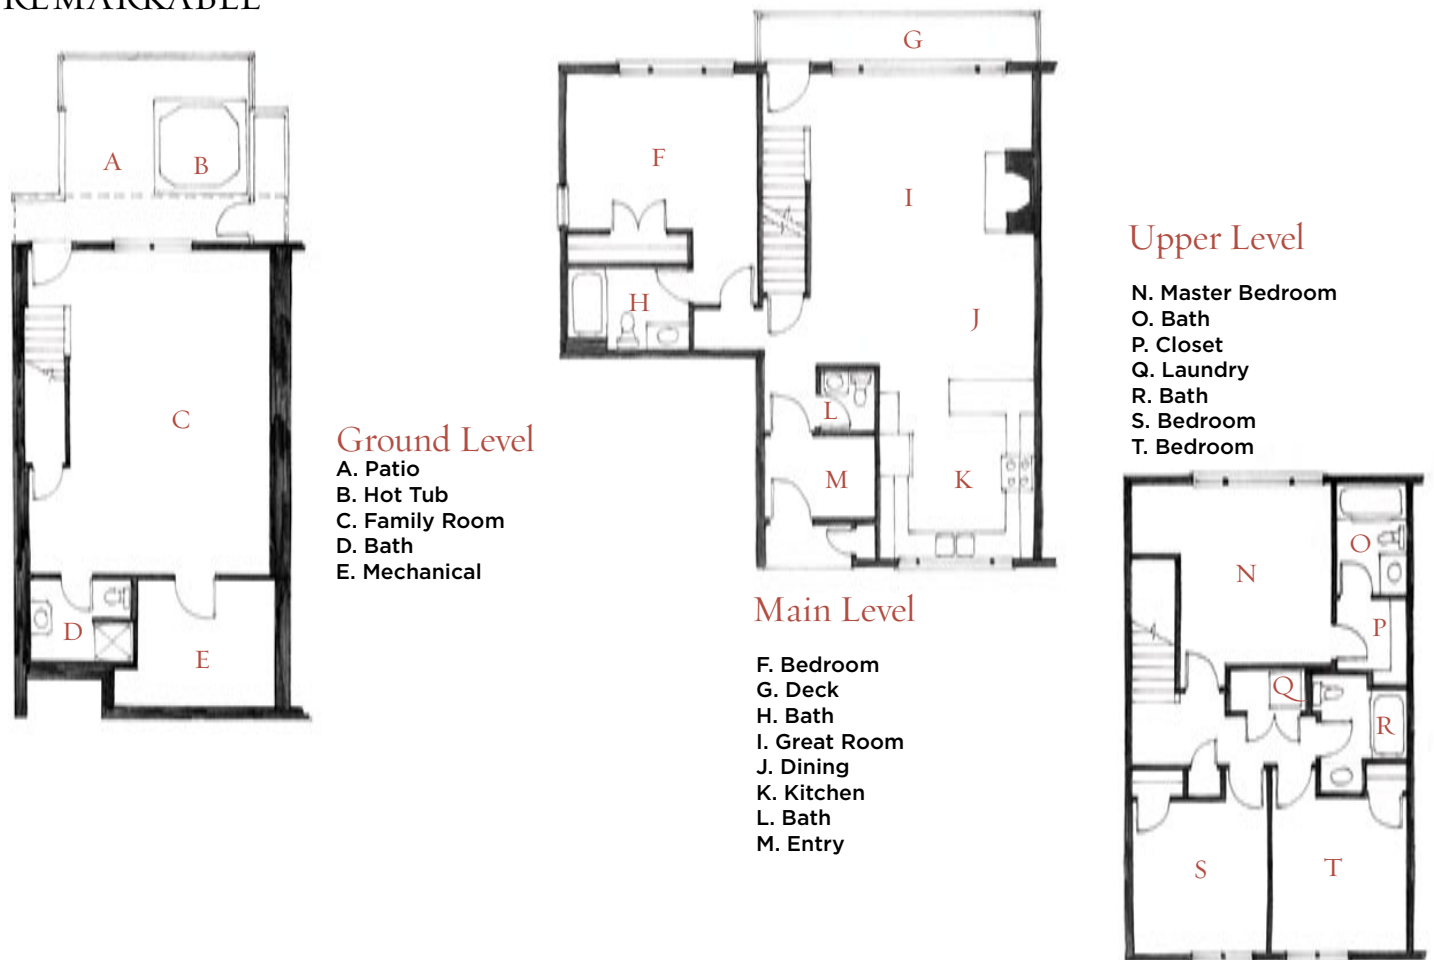 REMARKABLE
A
B
C
D
E
Ground Level
A. Patio
B. Hot Tub
C. Family Room
D. Bath
E. Mechanical
G
F
I
H
J
L
M
K
Main Level
F. Bedroom
G. Deck
H. Bath
I. Great Room
J. Dining
K. Kitchen
L. Bath
M. Entry
Upper Level
N. Master Bedroom
O. Bath
P. Closet
Q. Laundry
R. Bath
S. Bedroom
T. Bedroom
O
N
P
Q
R
S
T